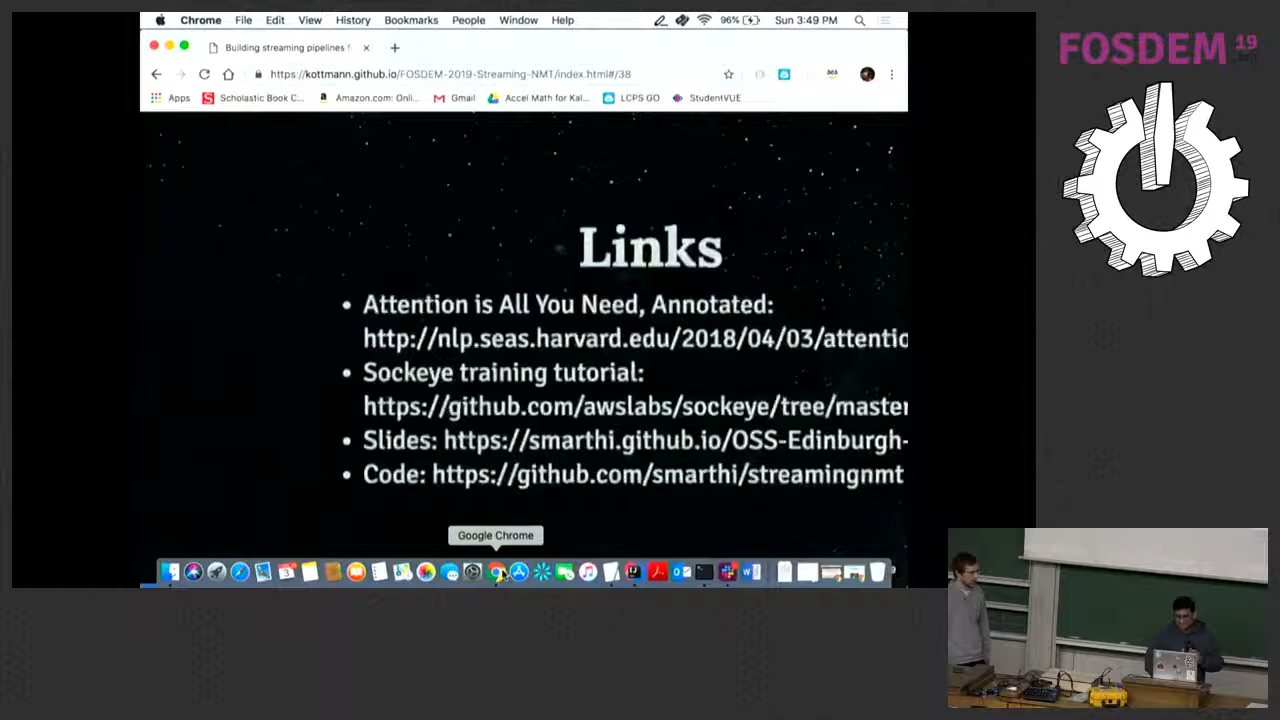 Chrome File Edit View History Bookmarks People Window Help 96% Sun 3:49 PM
FOSDEM 19
Building streaming pipelines f
https://kottmann.github.io/FOSDEM-2019-Streaming-NMT/index.html#/38
Apps Scholastic Book C... Amazon.com: Onli... Gmail Accel Math for Kal... LCPS GO StudentVUE
Links
• Attention is All You Need, Annotated:
http://nlp.seas.harvard.edu/2018/04/03/attentio
• Sockeye training tutorial:
https://github.com/awslabs/sockeye/tree/master
• Slides: https://smarthi.github.io/OSS-Edinburgh-
• Code: https://github.com/smarthi/streamingnmt
Google Chrome